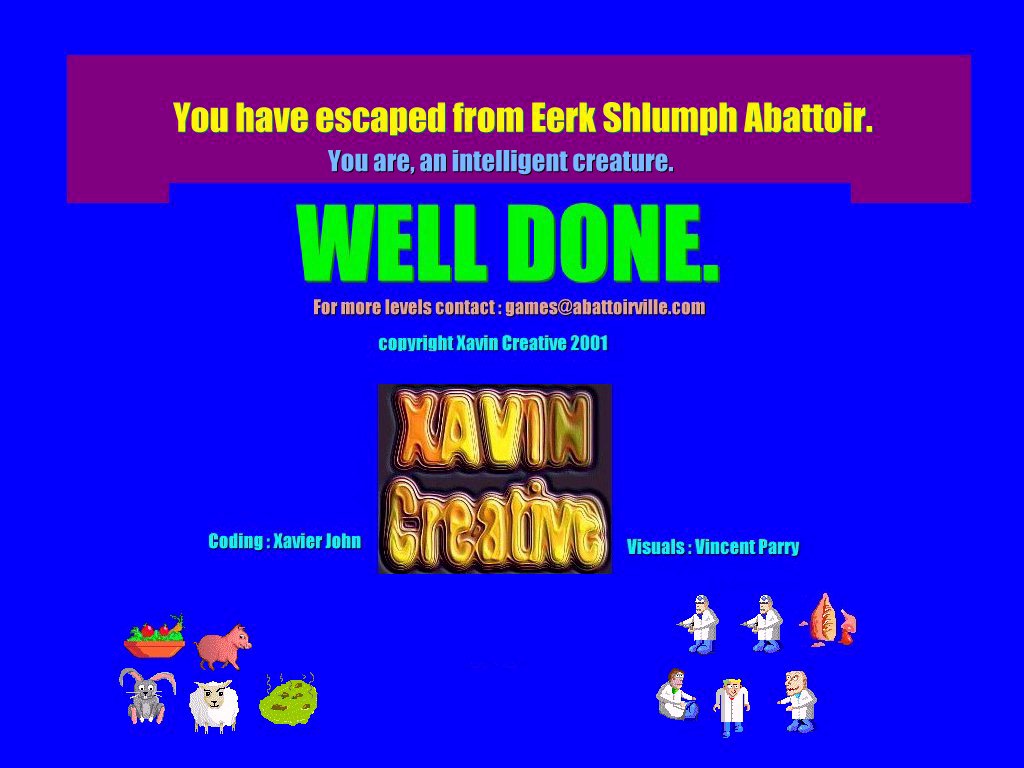 You have escaped from Eerk Shlumph Abattoir.
You are, an intelligent creature.
WELL DONE.
For more levels contact : games@abattoirville.com
copyright Xavin Creative 2001
XAVIN
Creative
Coding : Xavier John
Visuals : Vincent Parry